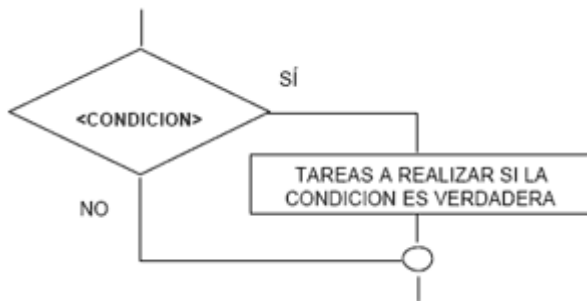 SÍ
<CONDICION>
TAREAS A REALIZAR SI LA
CONDICION ES VERDADERA
NO